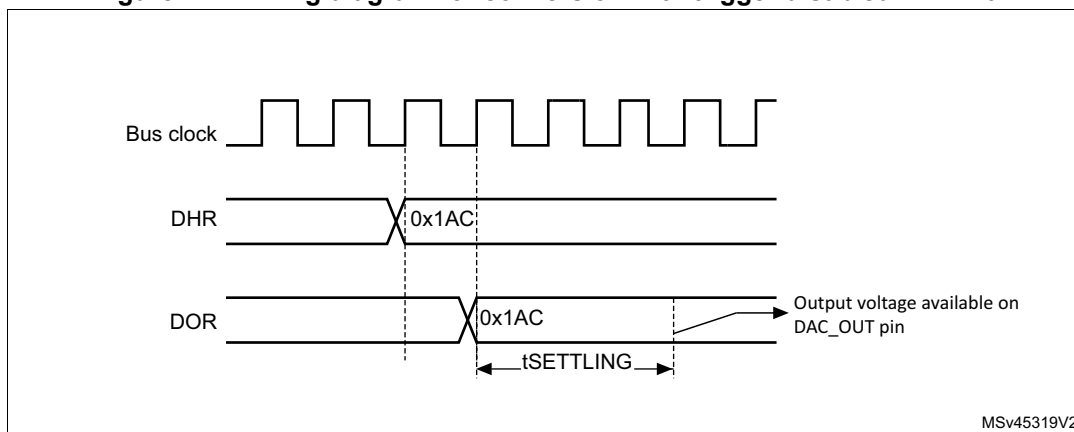 Bus clock
DHR
0x1AC
DOR
0x1AC
Output voltage available on
DAC_OUT pin
tSETTLING
MSv45319V2